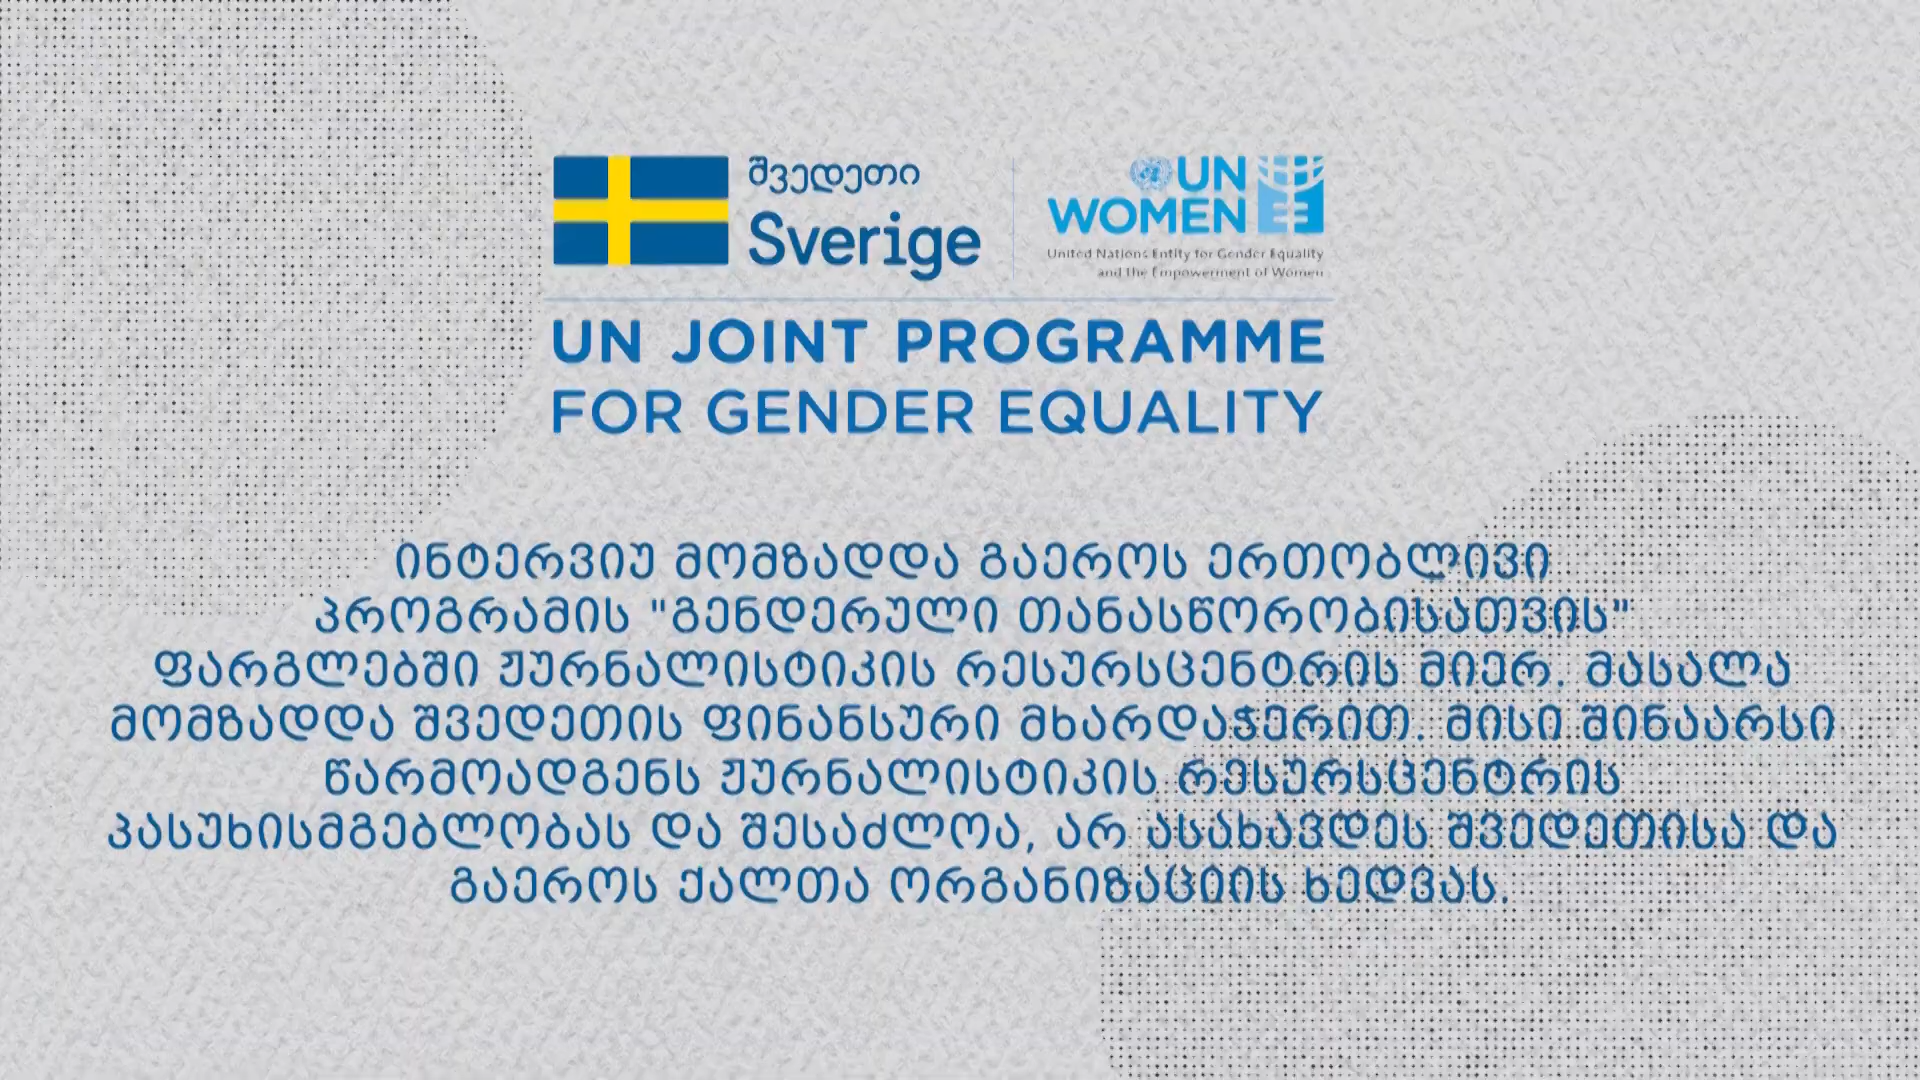 შვედეთი
Sverige
UN
WOMEN
United Nations Entity for Gender Equality
and the Empowerment of Women
UN JOINT PROGRAMME
FOR GENDER EQUALITY
ინტერვიუ მომზადდა გაეროს ერთობლივი
პროგრამის "გენდერული თანასწორობისათვის"
ფარგლებში ჟურნალისტიკის რესურსცენტრის მიერ. მასალა
მომზადდა შვედეთის ფინანსური მხარდაჭერით. მისი შინაარსი
წარმოადგენს ჟურნალისტიკის რესურსცენტრის
პასუხისმგებლობას და შესაძლოა, არ ასახავდეს შვედეთისა და
გაეროს ქალთა ორგანიზაციის ხედვას.